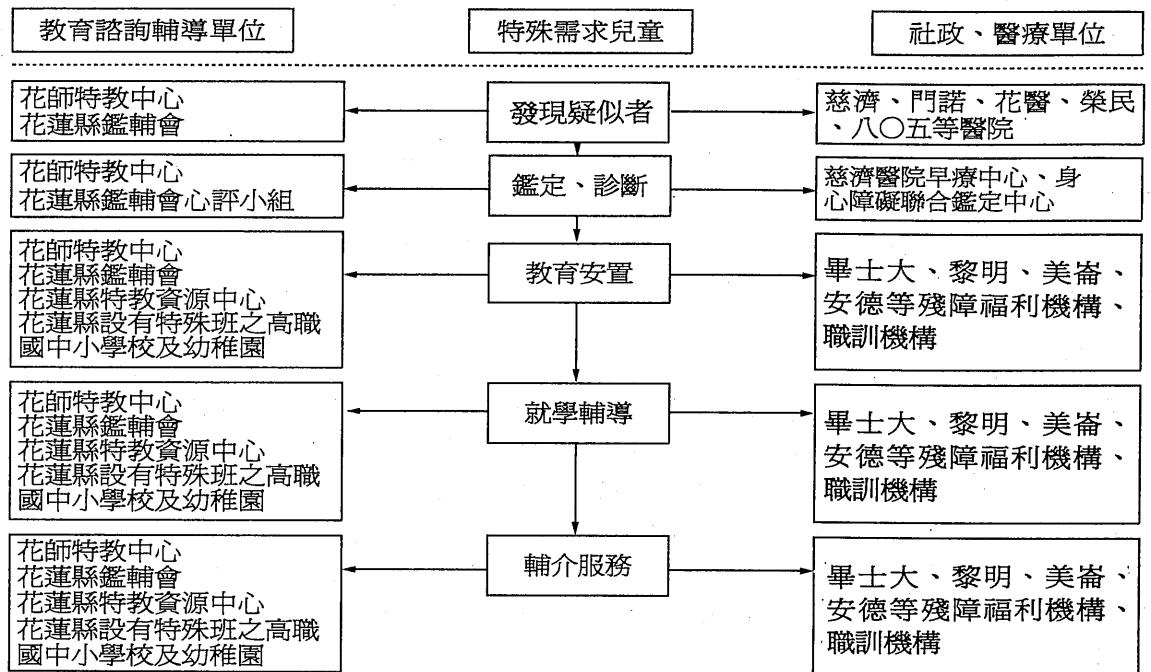 教育諮詢輔導單位
特殊需求兒童
社政、醫療單位
花師特教中心
花蓮縣鑑輔會
發現疑似者
慈濟、門諾、花醫、榮民
、八○五等醫院
花師特教中心
花蓮縣鑑輔會心評小組
鑑定、診斷
慈濟醫院早療中心、身
心障礙聯合鑑定中心
花師特教中心
花蓮縣鑑輔會
花蓮縣特教資源中心
花蓮縣設有特殊班之高職
國中小學校及幼稚園
教育安置
畢士大、黎明、美崙、
安德等殘障福利機構、
職訓機構
花師特教中心
花蓮縣鑑輔會
花蓮縣特教資源中心
花蓮縣設有特殊班之高職
國中小學校及幼稚園
就學輔導
畢士大、黎明、美崙、
安德等殘障福利機構、
職訓機構
花師特教中心
花蓮縣鑑輔會
花蓮縣特教資源中心
花蓮縣設有特殊班之高職
國中小學校及幼稚園
輔介服務
畢士大、黎明、美崙、
安德等殘障福利機構、
職訓機構